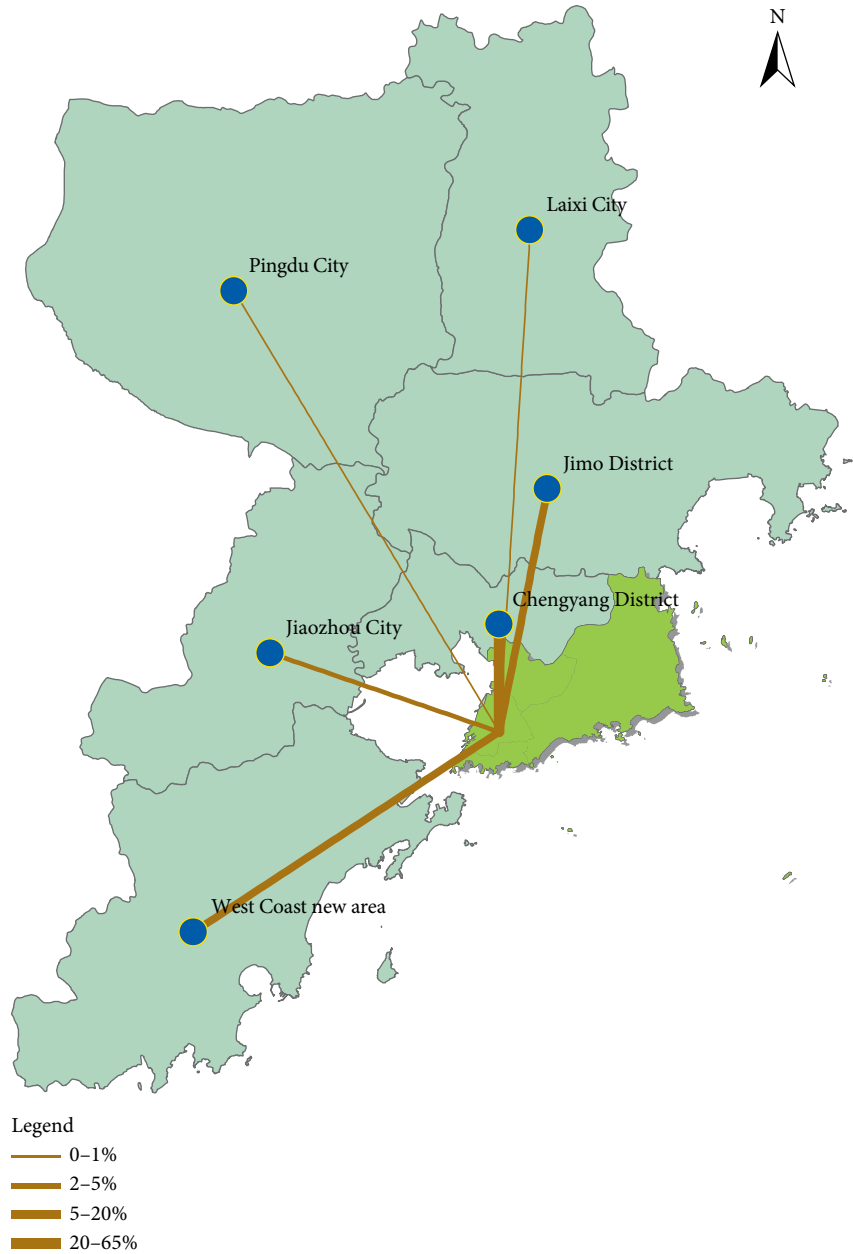 N
Laixi City
Pingdu City
Jimo District
Chengyang District
Jiaozhou City
West Coast new area
Legend
0–1%
2–5%
5–20%
20–65%